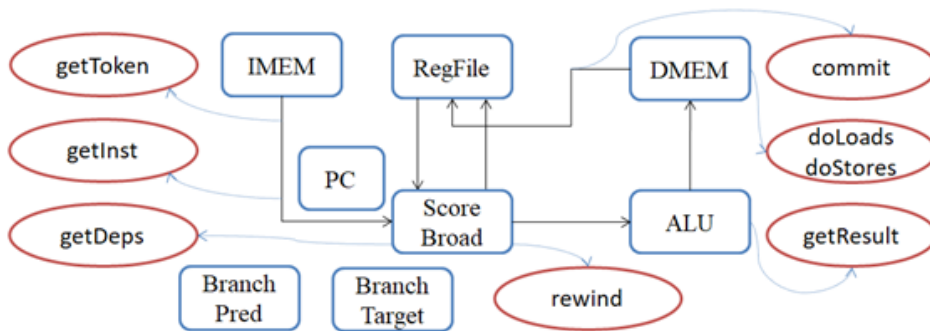 getToken
IMEM
RegFile
DMEM
commit
getInst
PC
doLoads
doStores
getDeps
Score
Broad
ALU
getResult
Branch
Pred
Branch
Target
rewind